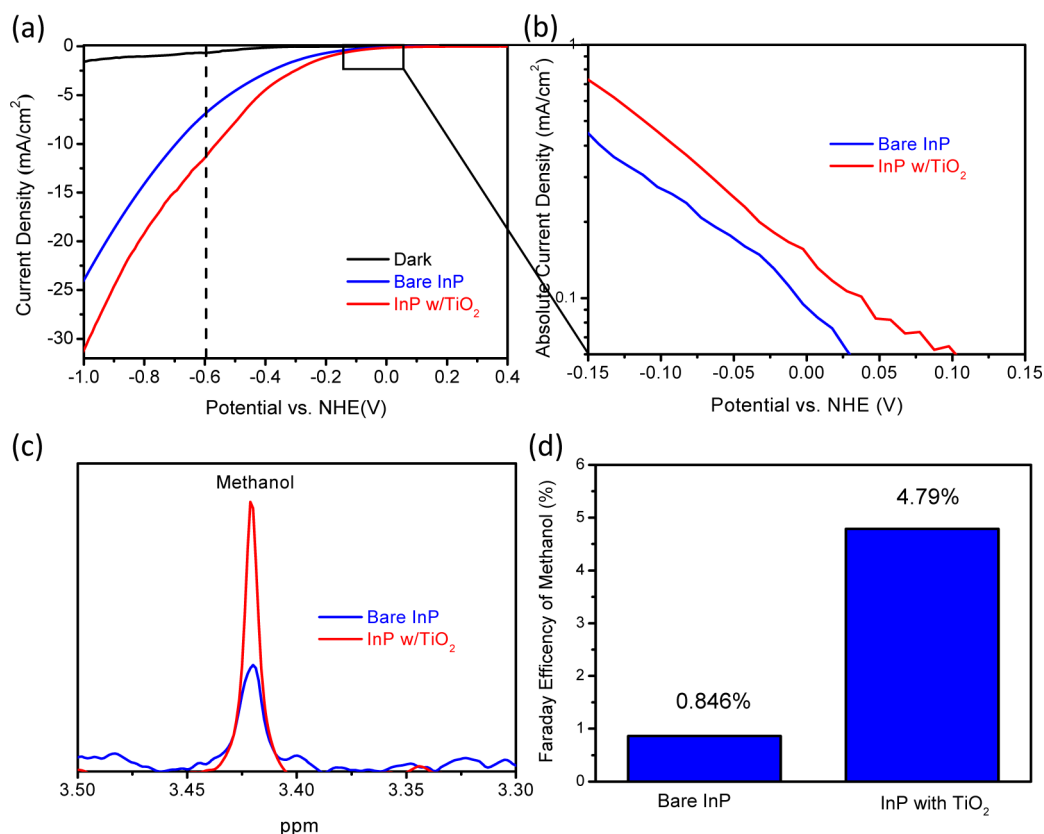 (a)
0
-5
-10
-15
-20
-25
-30
Current Density (mA/cm²)
Dark
Bare InP
InP w/TiO₂
-1.0 -0.8 -0.6 -0.4 -0.2 0.0 0.2 0.4
Potential vs. NHE(V)
(b)
1
0.1
Absolute Current Density (mA/cm²)
Bare InP
InP w/TiO₂
-0.15 -0.10 -0.05 0.00 0.05 0.10 0.15
Potential vs. NHE (V)
(c)
Methanol
Bare InP
InP w/TiO₂
3.50 3.45 3.40 3.35 3.30
ppm
(d)
6
5
4
3
2
1
0
Faraday Efficency of Methanol (%)
0.846%
4.79%
Bare InP
InP with TiO₂